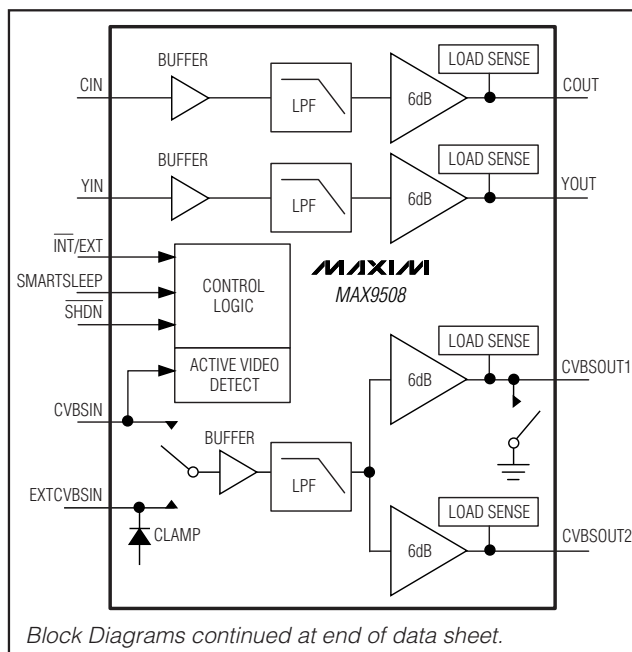 BUFFER
LOAD SENSE
CIN
LPF
6dB
COUT
BUFFER
LOAD SENSE
YIN
LPF
6dB
YOUT
INT/EXT
SMARTSLEEP
SHDN
CONTROL
LOGIC
MAXIM
MAX9508
ACTIVE VIDEO
DETECT
LOAD SENSE
6dB
CVBSOUT1
CVBSIN
BUFFER
LPF
EXTCVBSIN
CLAMP
LOAD SENSE
6dB
CVBSOUT2
Block Diagrams continued at end of data sheet.